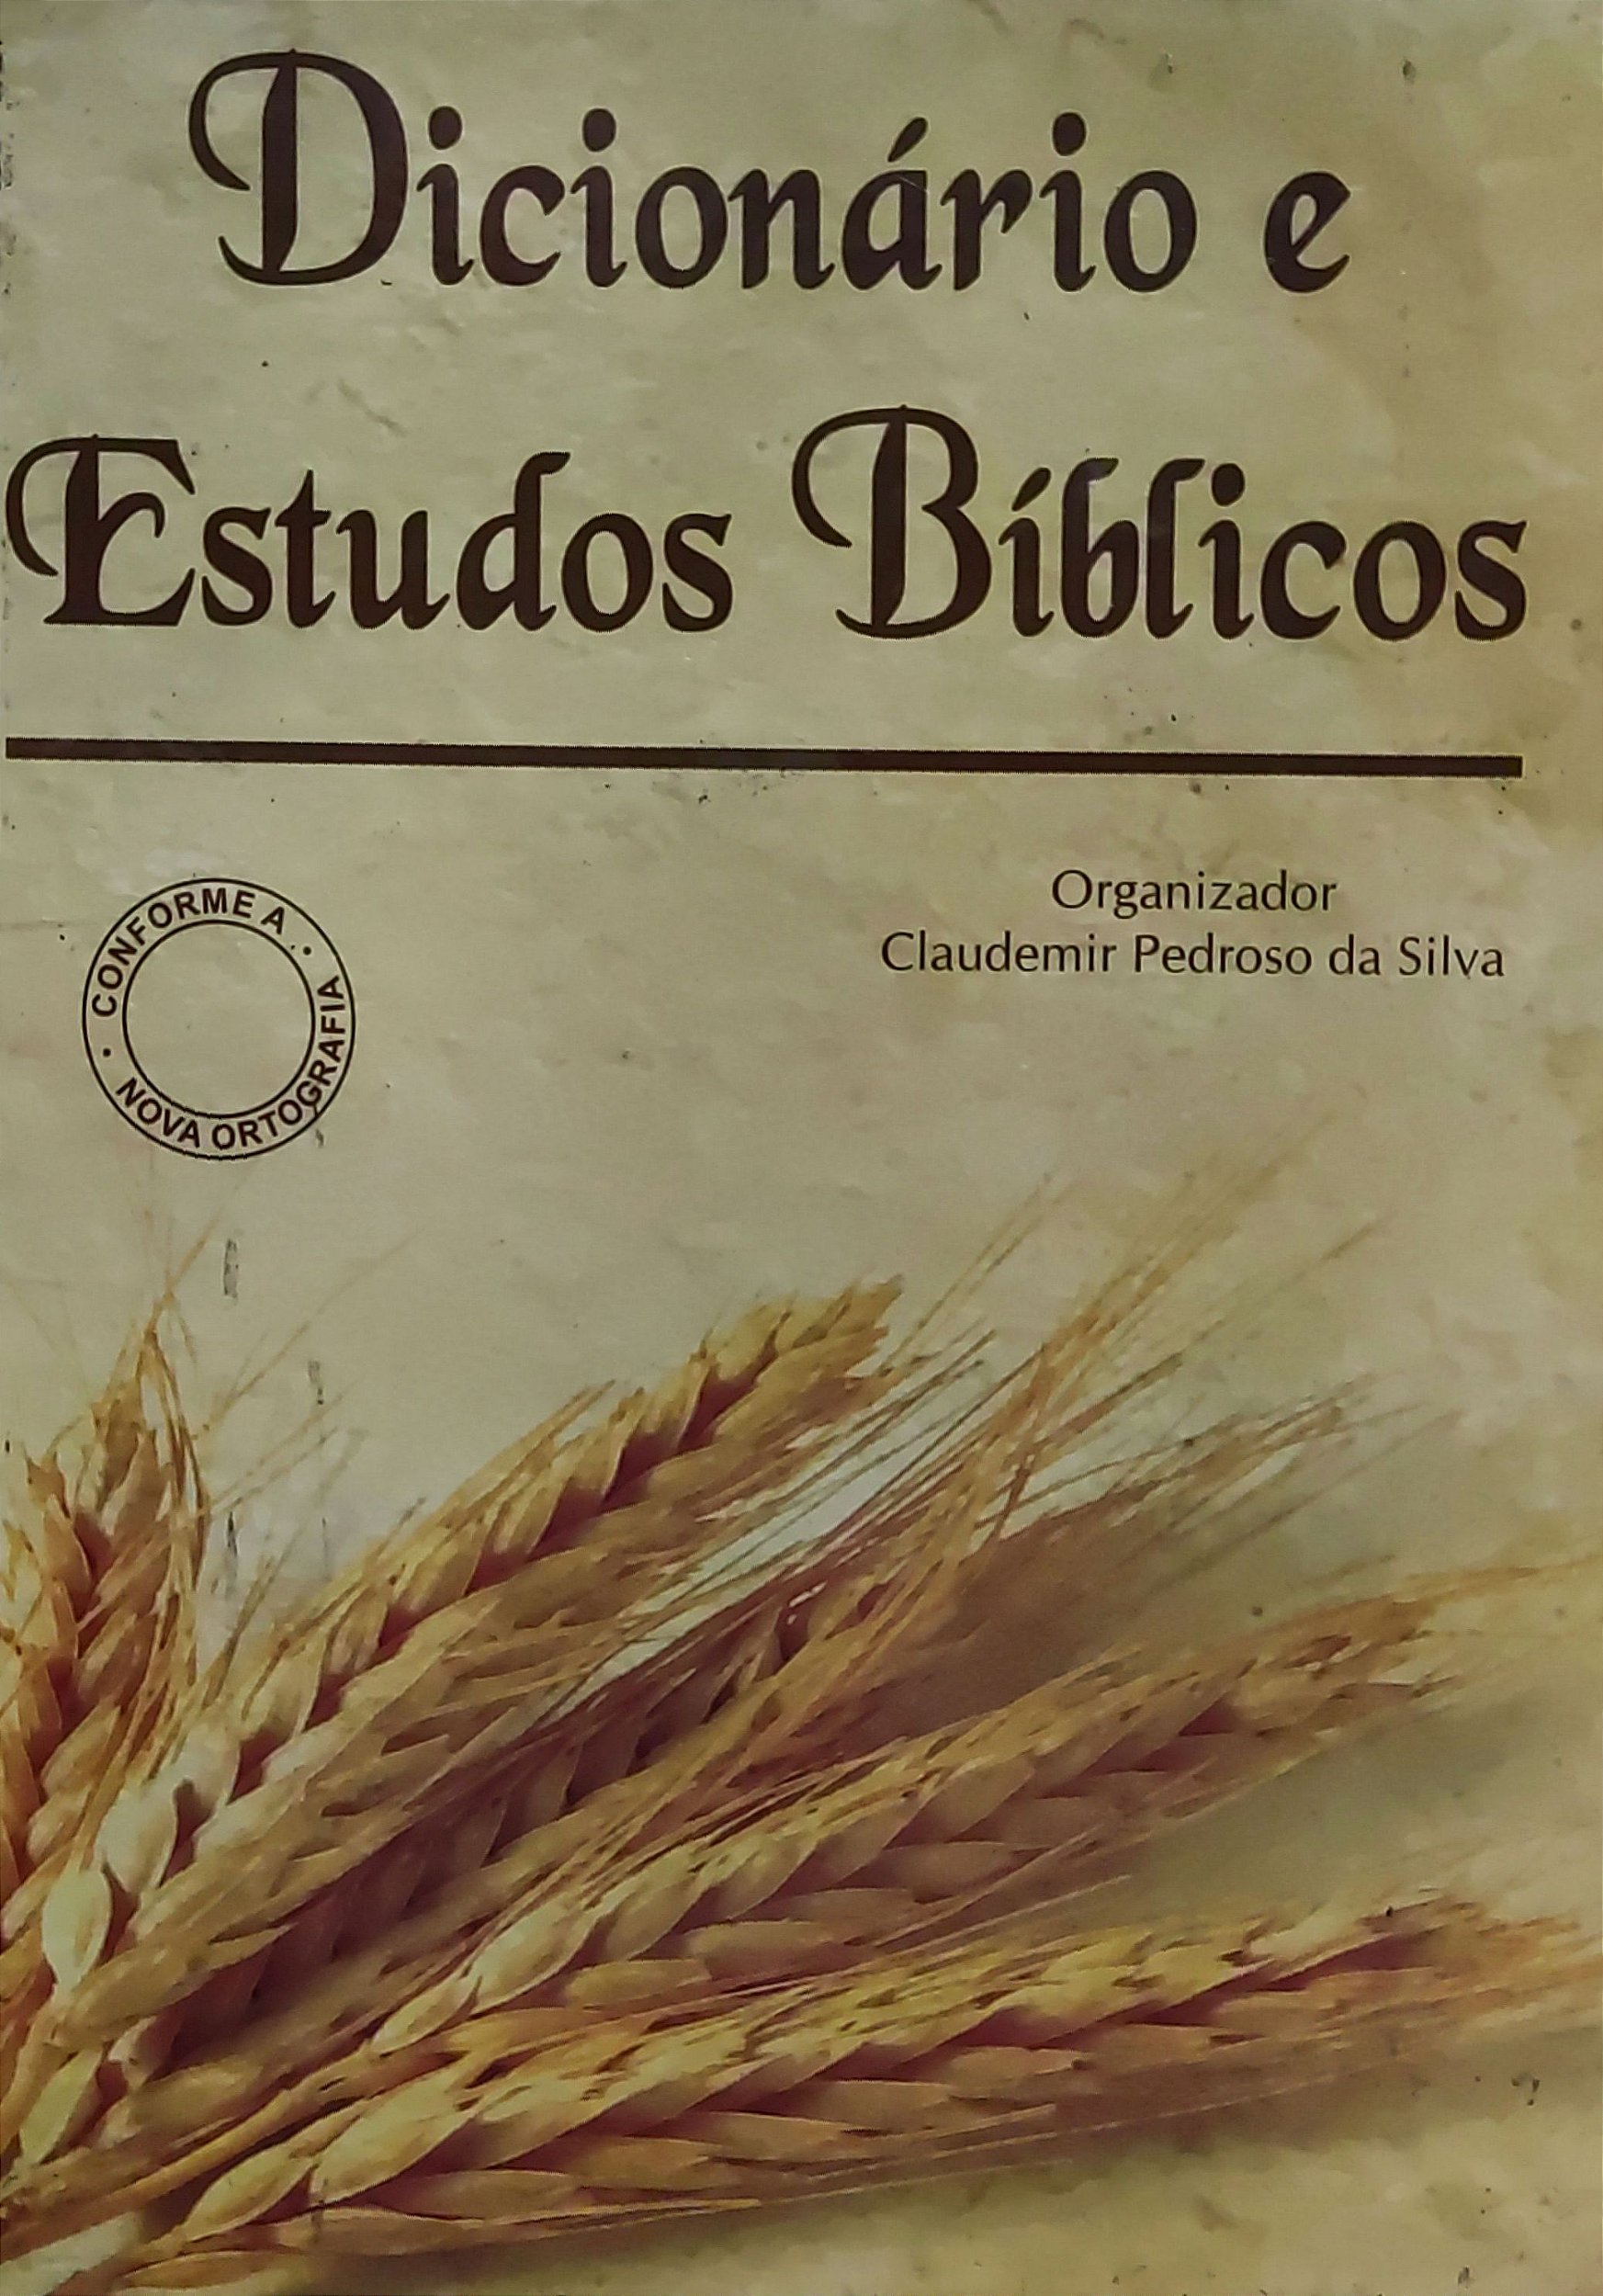 Dicionário e
Estudos Bíblicos
Organizador
Claudemir Pedroso da Silva
CONFORME A
NOVA ORTOGRAFIA